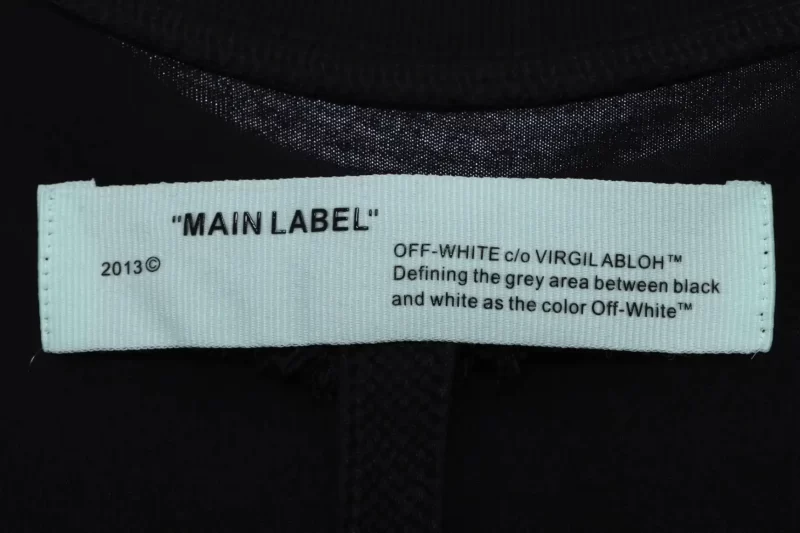 "MAIN LABEL"
2013©
OFF-WHITE c/o VIRGIL ABLOH™
Defining the grey area between black
and white as the color Off-White™